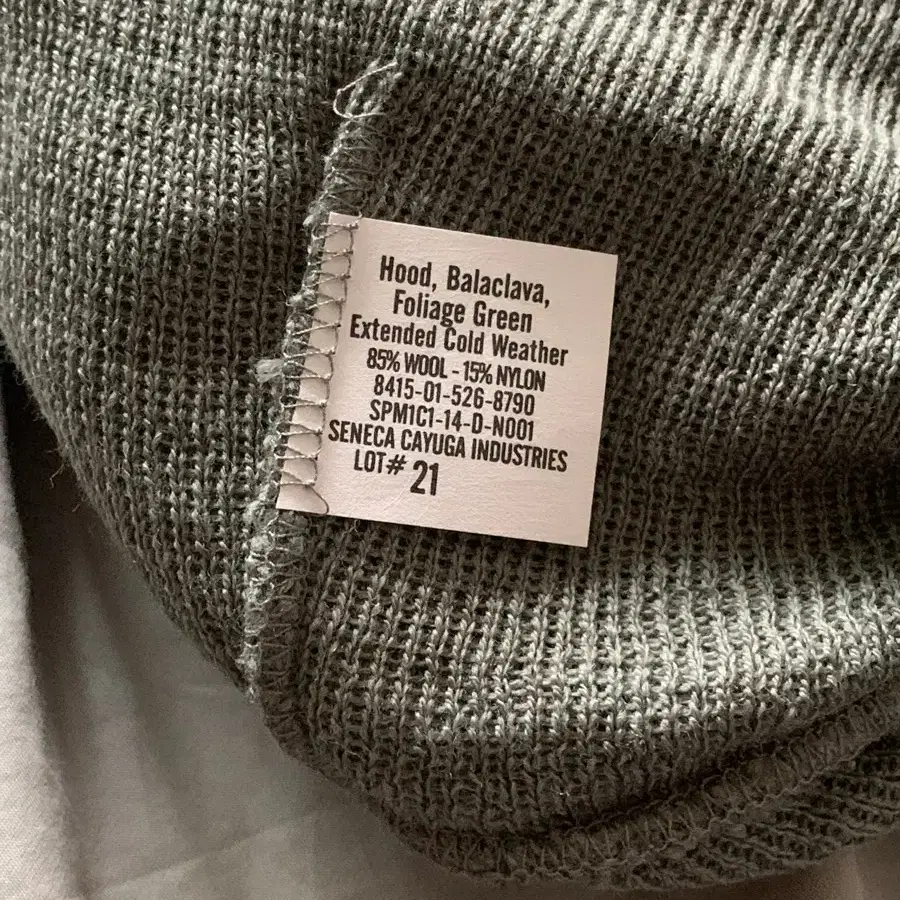 Hood, Balaclava,
Foliage Green
Extended Cold Weather
85% WOOL - 15% NYLON
8415-01-526-8790
SPM1C1-14-D-N001
SENECA CAYUGA INDUSTRIES
LOT# 21